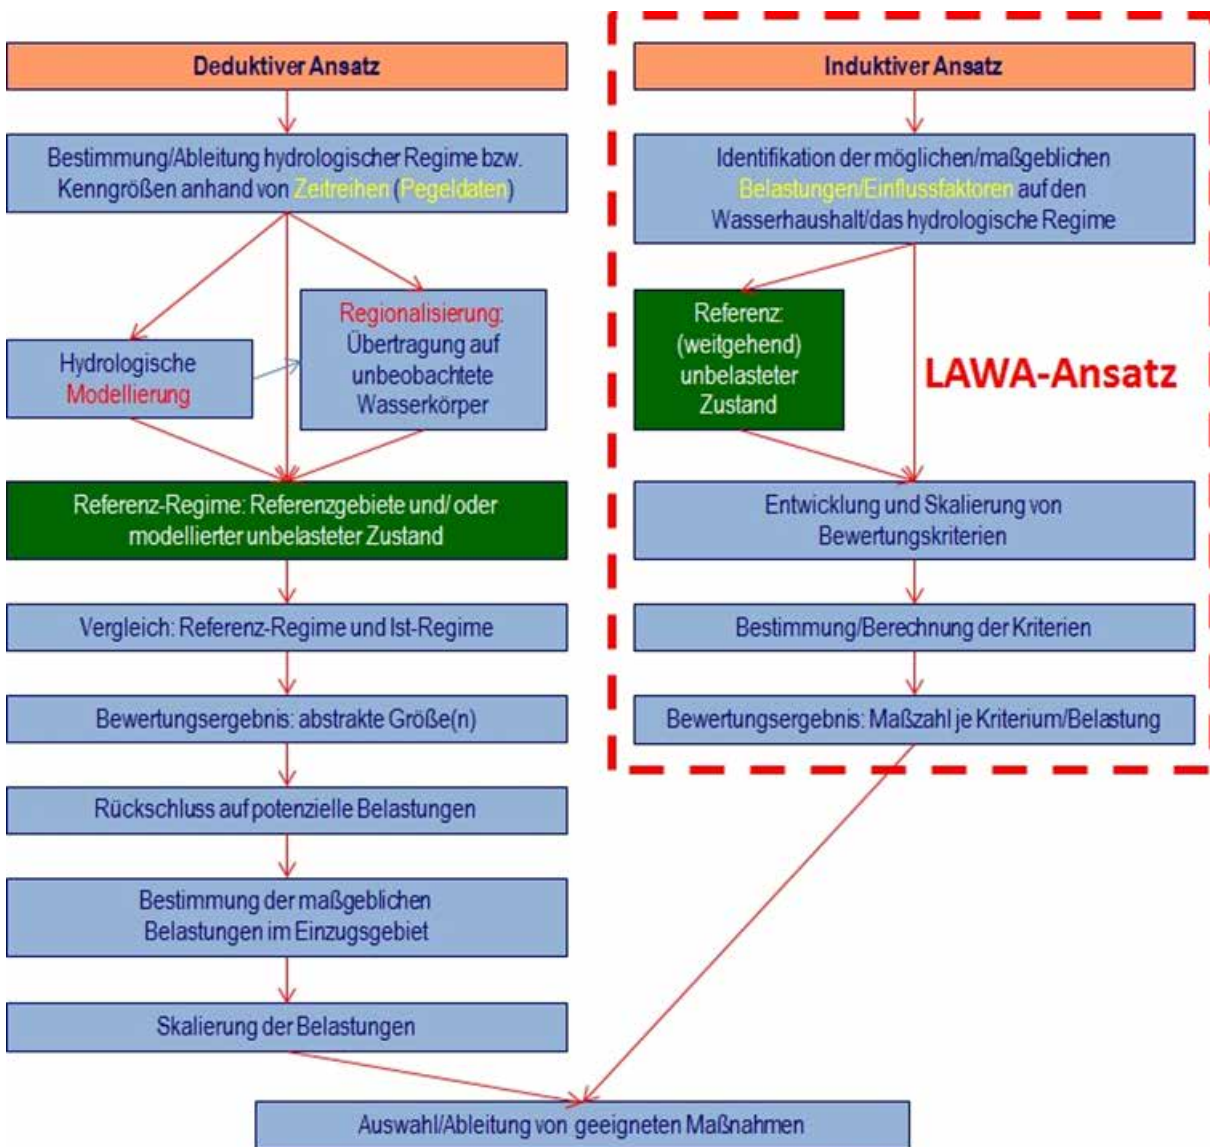 Deduktiver Ansatz
Bestimmung/Ableitung hydrologischer Regime bzw.
Kenngrößen anhand von Zeitreihen (Pegeldaten)
Hydrologische
Modellierung
Regionalisierung:
Übertragung auf
unbeobachtete
Wasserkörper
Referenz-Regime: Referenzgebiete und/ oder
modellierter unbelasteter Zustand
Vergleich: Referenz-Regime und Ist-Regime
Bewertungsergebnis: abstrakte Größe(n)
Rückschluss auf potenzielle Belastungen
Bestimmung der maßgeblichen
Belastungen im Einzugsgebiet
Skalierung der Belastungen
Induktiver Ansatz
Identifikation der möglichen/maßgeblichen
Belastungen/Einflussfaktoren auf den
Wasserhaushalt/das hydrologische Regime
Referenz:
(weitgehend)
unbelasteter
Zustand
LAWA-Ansatz
Entwicklung und Skalierung von
Bewertungskriterien
Bestimmung/Berechnung der Kriterien
Bewertungsergebnis: Maßzahl je Kriterium/Belastung
Auswahl/Ableitung von geeigneten Maßnahmen